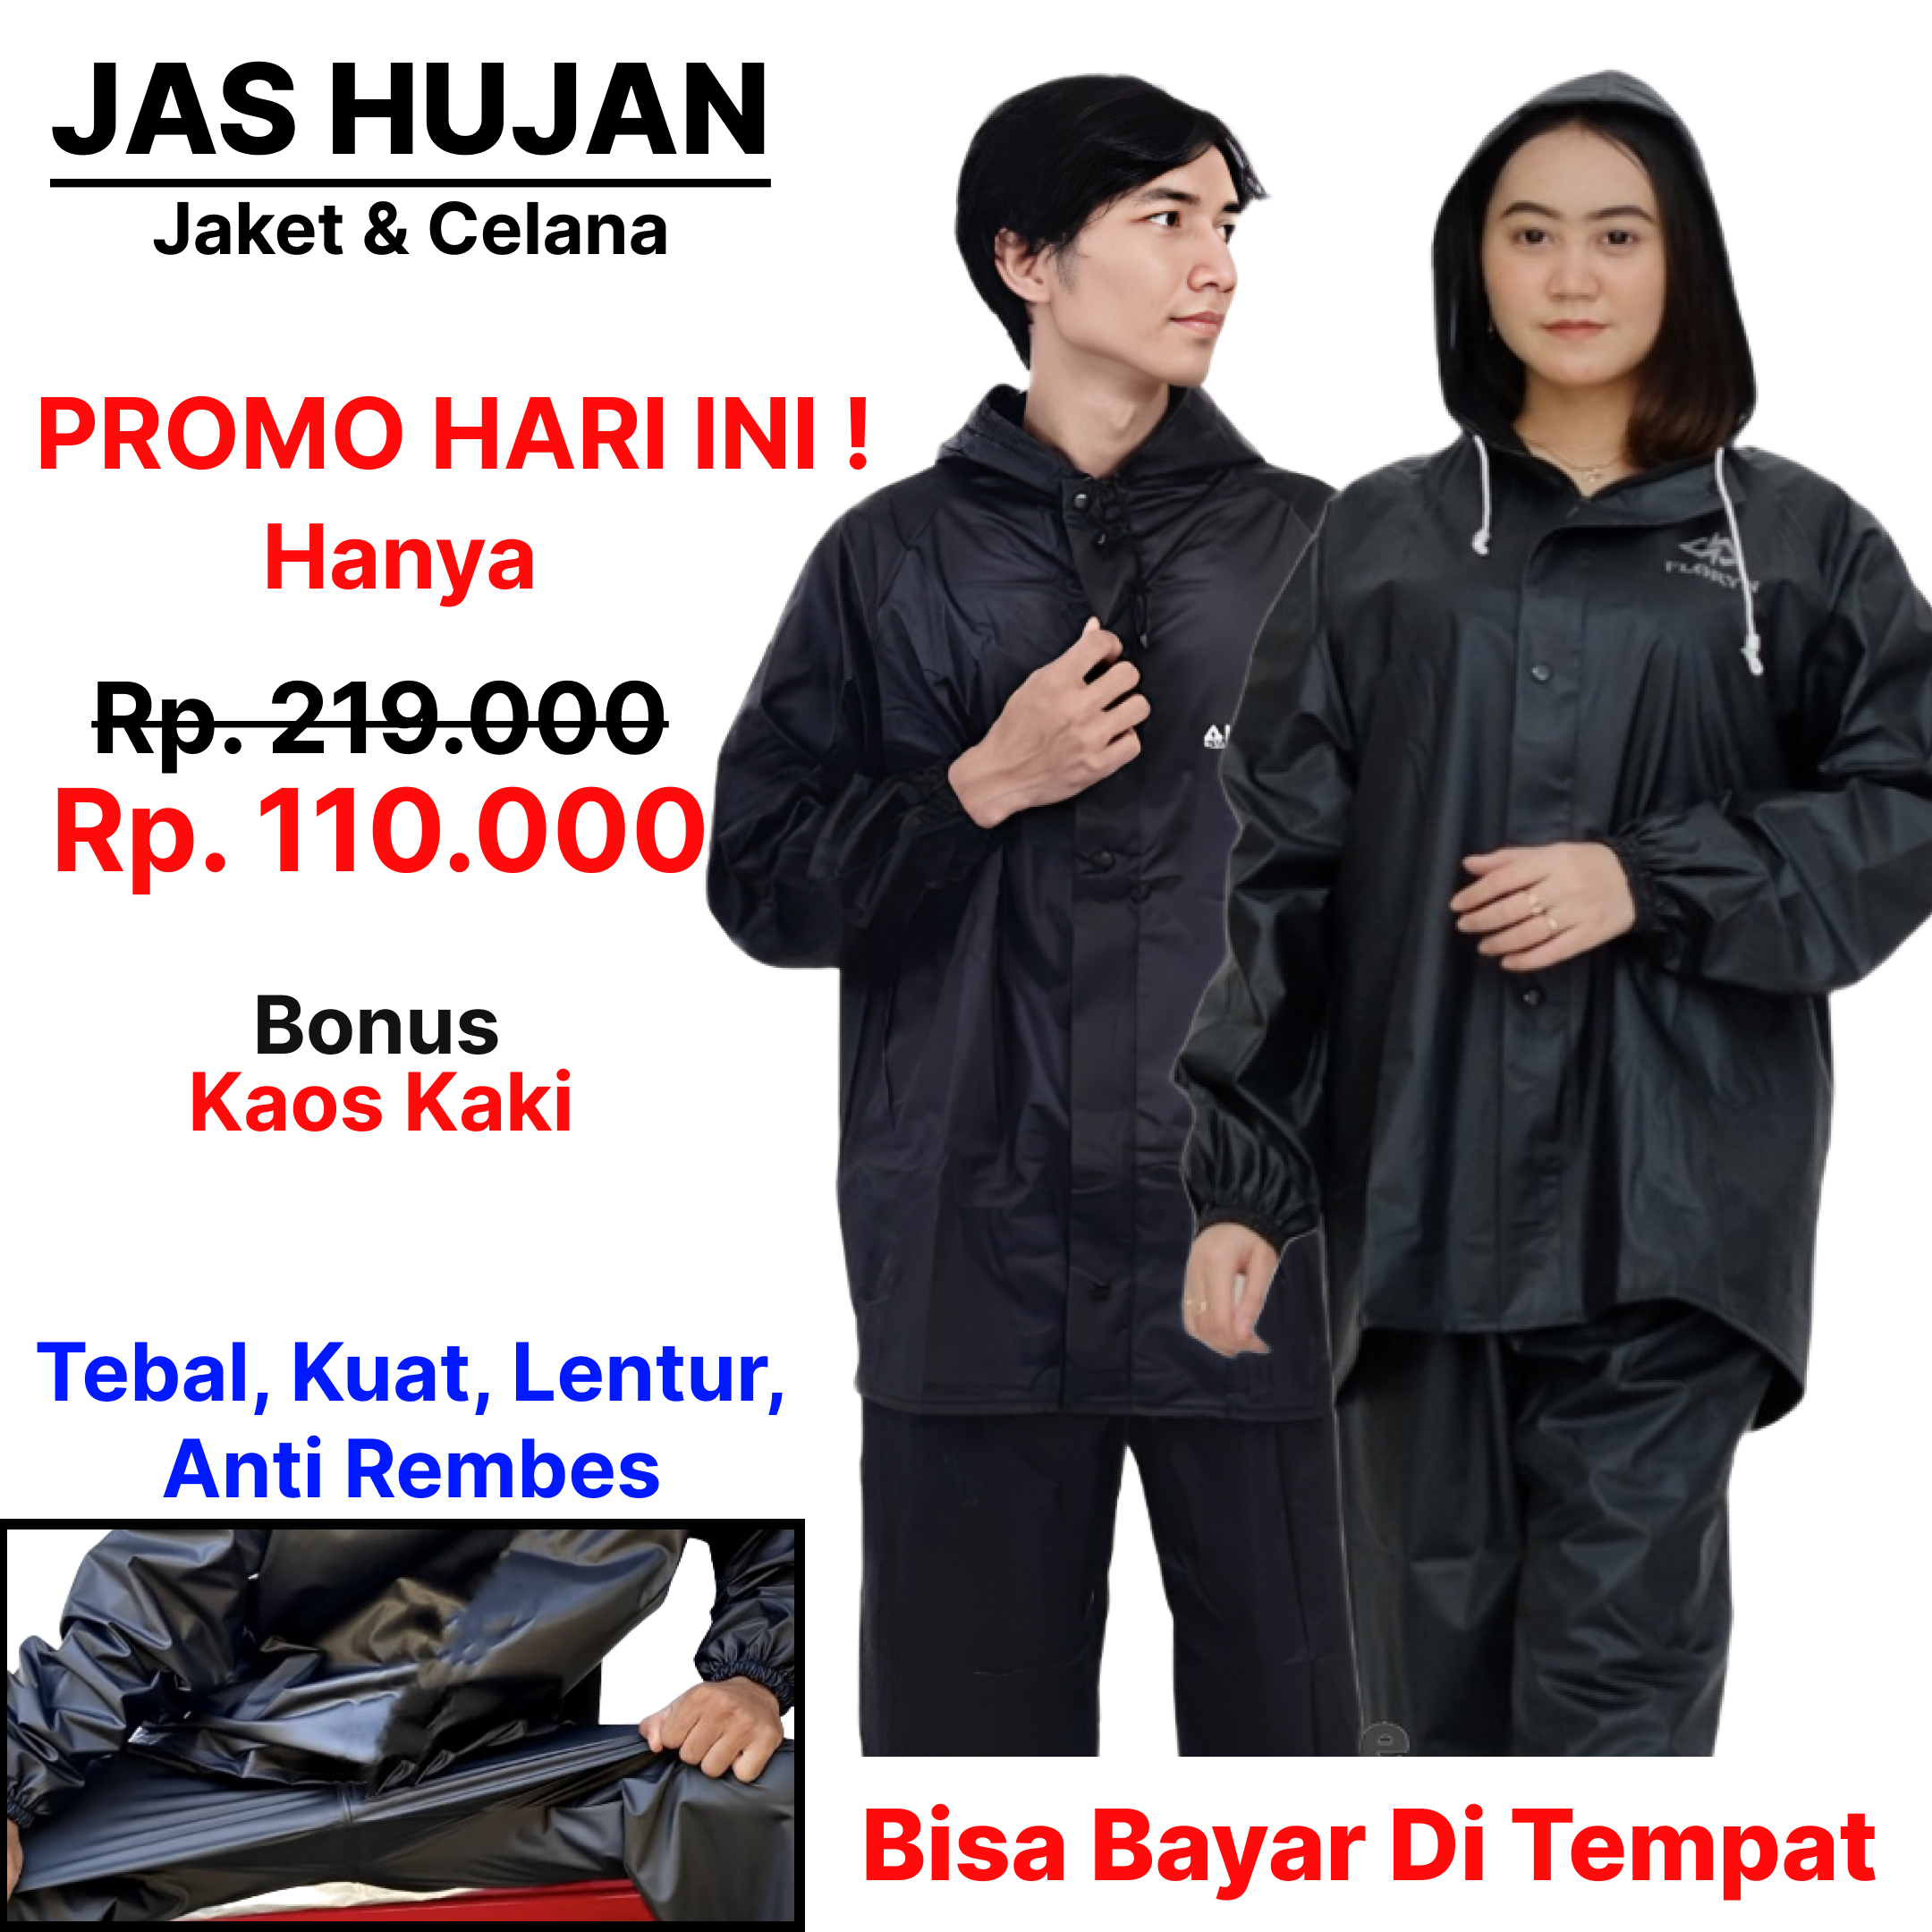 JAS HUJAN
Jaket & Celana
PROMO HARI INI !
Hanya
Rp. 219.000
Rp. 110.000
Bonus
Kaos Kaki
Tebal, Kuat, Lentur,
Anti Rembes
Bisa Bayar Di Tempat